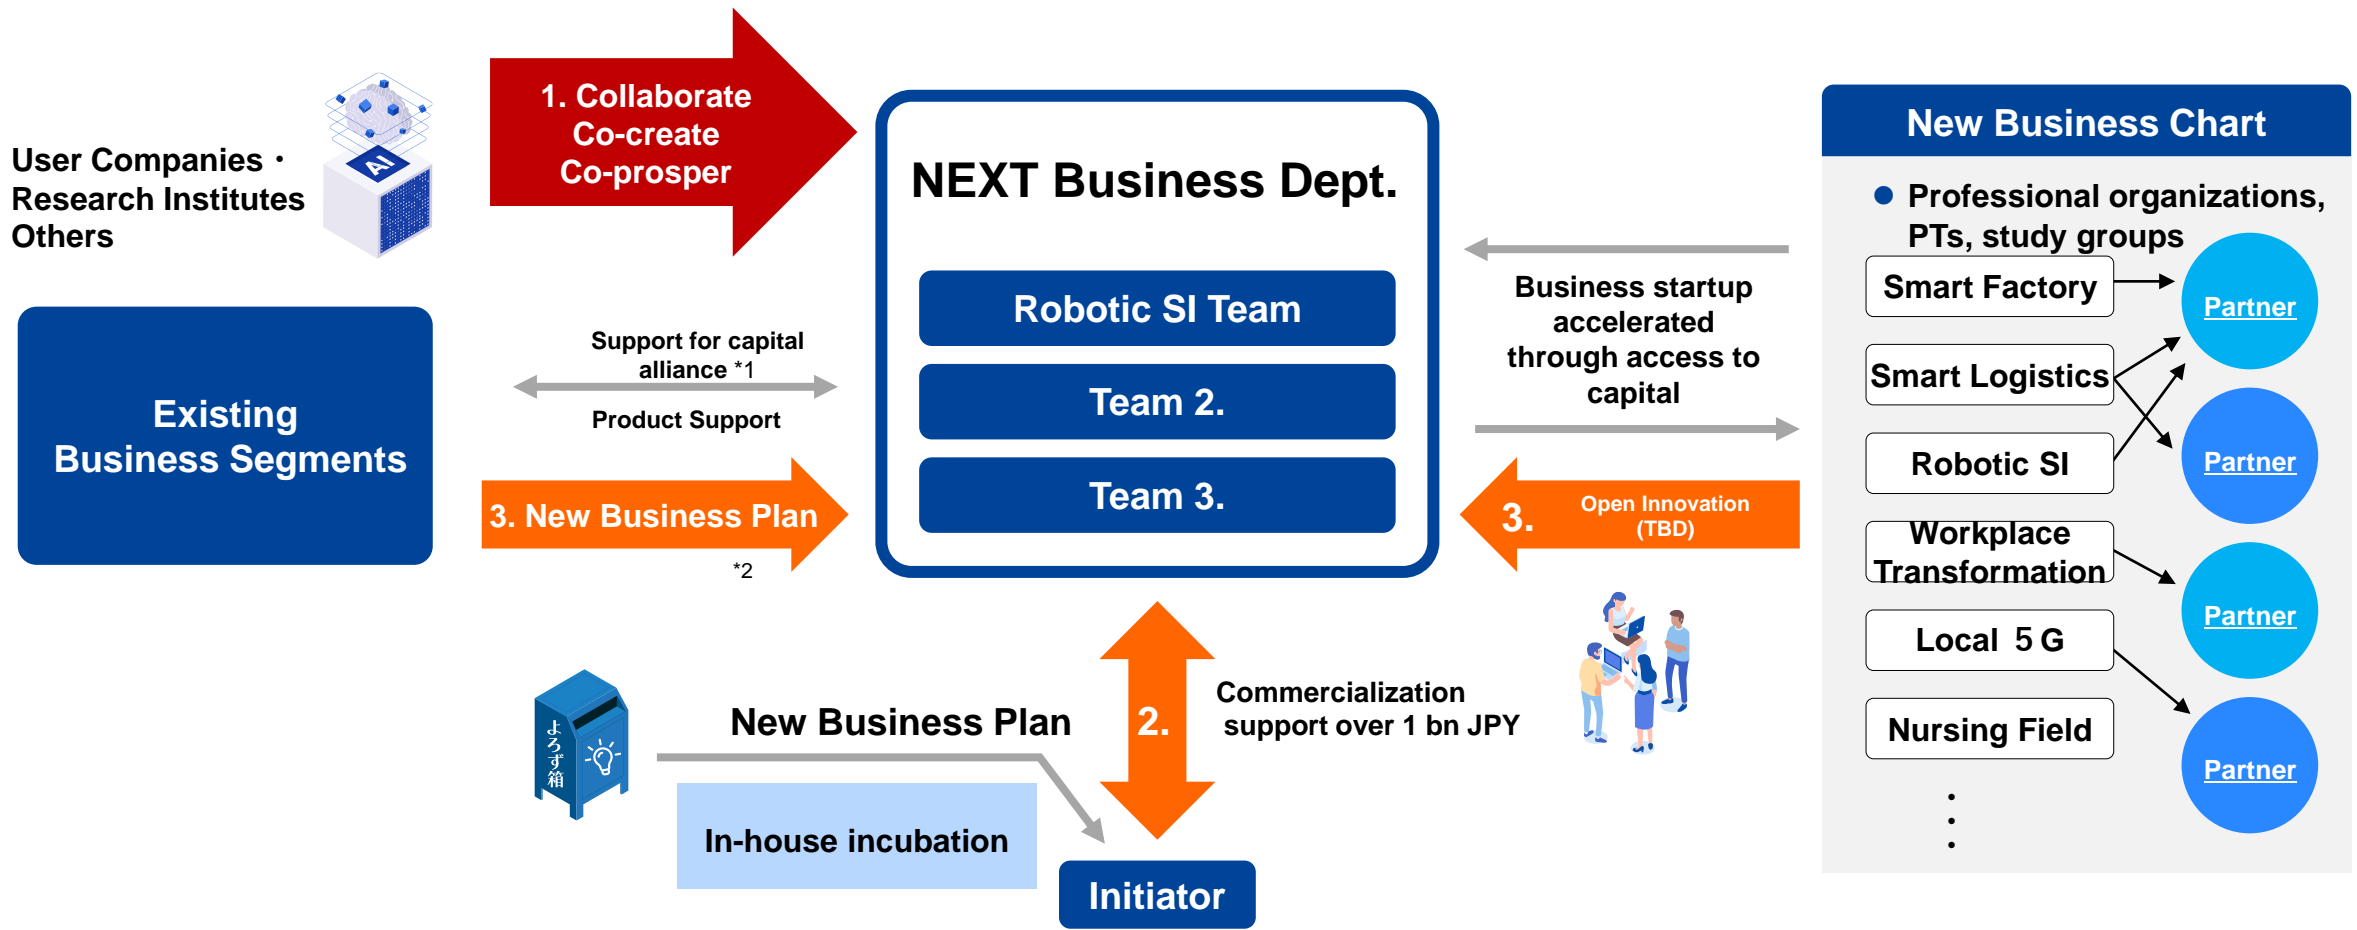 User Companies・
Research Institutes
Others
AI
1. Collaborate
Co-create
Co-prosper
Existing
Business Segments
Support for capital
alliance *1
Product Support
3. New Business Plan
*2
NEXT Business Dept.
Robotic SI Team
Team 2.
Team 3.
Business startup
accelerated
through access to
capital
3.
Open Innovation
(TBD)
2.
Commercialization
support over 1 bn JPY
よろず箱
New Business Plan
In-house incubation
Initiator
New Business Chart
● Professional organizations,
PTs, study groups
Smart Factory
Smart Logistics
Robotic SI
Workplace
Transformation
Local ５G
Nursing Field
・
・
・
Partner
Partner
Partner
Partner